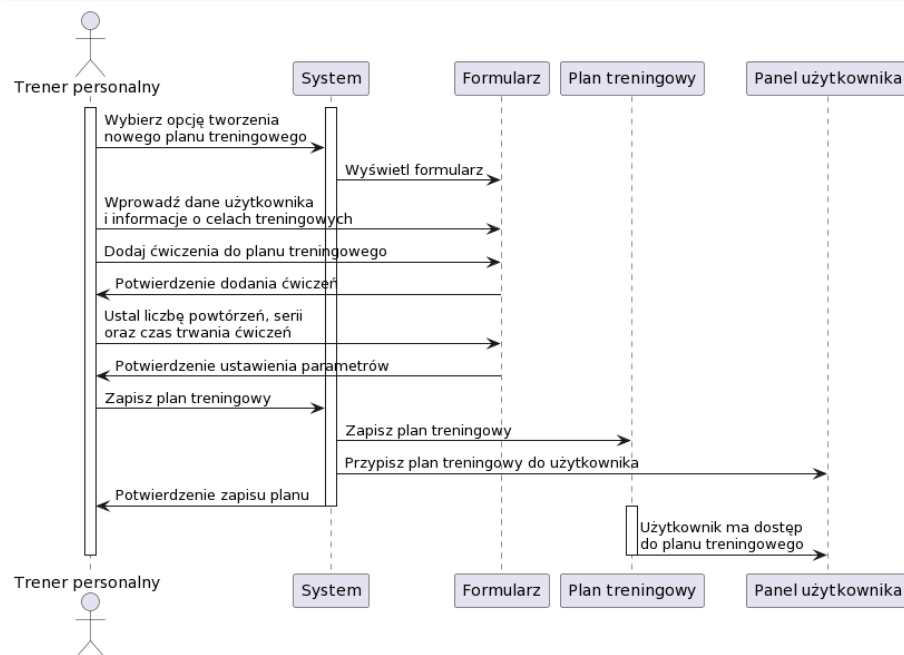 Trener personalny
System
Formularz
Plan treningowy
Panel użytkownika
Wybierz opcję tworzenia
nowego planu treningowego
Wyświetl formularz
Wprowadź dane użytkownika
i informacje o celach treningowych
Dodaj ćwiczenia do planu treningowego
Potwierdzenie dodania ćwiczeń
Ustal liczbę powtórzeń, serii
oraz czas trwania ćwiczeń
Potwierdzenie ustawienia parametrów
Zapisz plan treningowy
Zapisz plan treningowy
Przypisz plan treningowy do użytkownika
Potwierdzenie zapisu planu
Użytkownik ma dostęp
do planu treningowego
Trener personalny
System
Formularz
Plan treningowy
Panel użytkownika